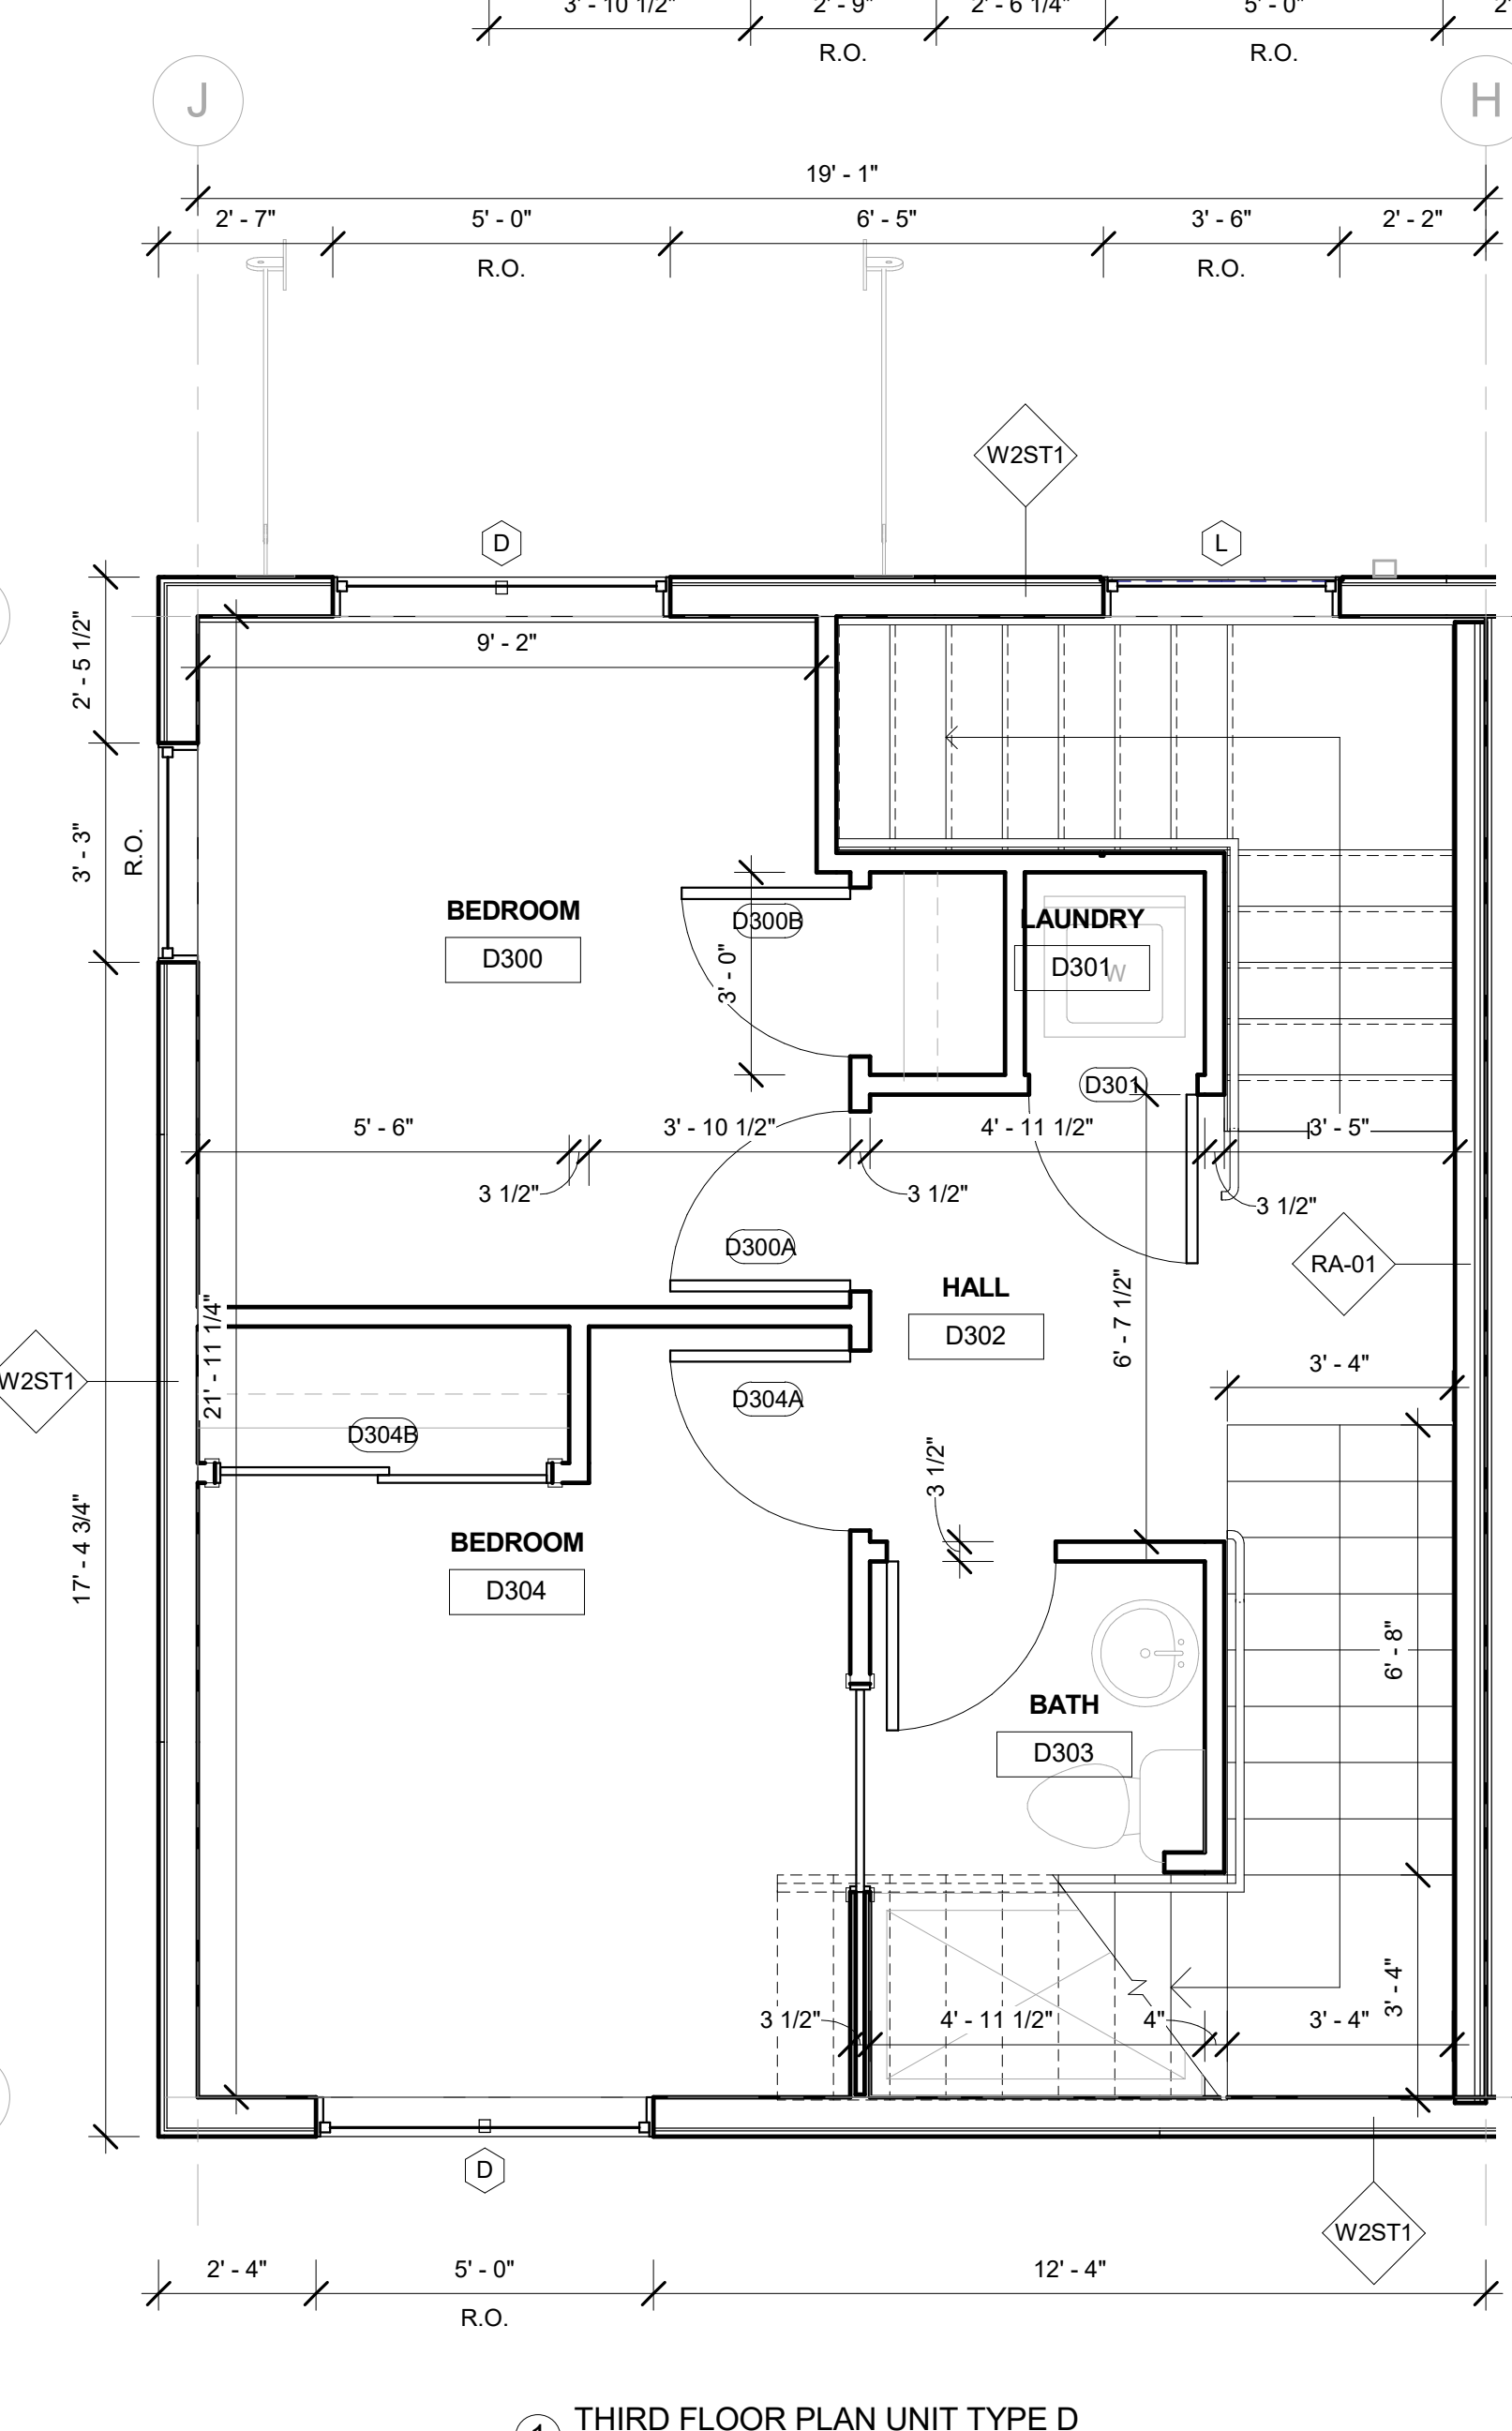 3' - 10 1/2" 2' - 9" 2' - 6 1/4" 5' - 0"
R.O. R.O.
J H
19' - 1"
2' - 7" 5' - 0" 6' - 5" 3' - 6" 2' - 2"
R.O. R.O.
W2ST1
D L
2' - 5 1/2"
9' - 2"
3' - 3"
R.O.
BEDROOM
D300
D300B
3' - 0"
LAUNDRY
D301
W
D301
5' - 6" 3' - 10 1/2" 4' - 11 1/2" 3' - 5"
3 1/2" 3 1/2" 3 1/2"
D300A
RA-01
HALL
D302
6' - 7 1/2"
21' - 11 1/4"
3' - 4"
W2ST1
D304A
D304B
3 1/2"
17' - 4 3/4"
BEDROOM
D304
6' - 8"
BATH
D303
3' - 4"
3 1/2" 4' - 11 1/2" 4" 3' - 4"
D
W2ST1
2' - 4" 5' - 0" 12' - 4"
R.O.
THIRD FLOOR PLAN UNIT TYPE D